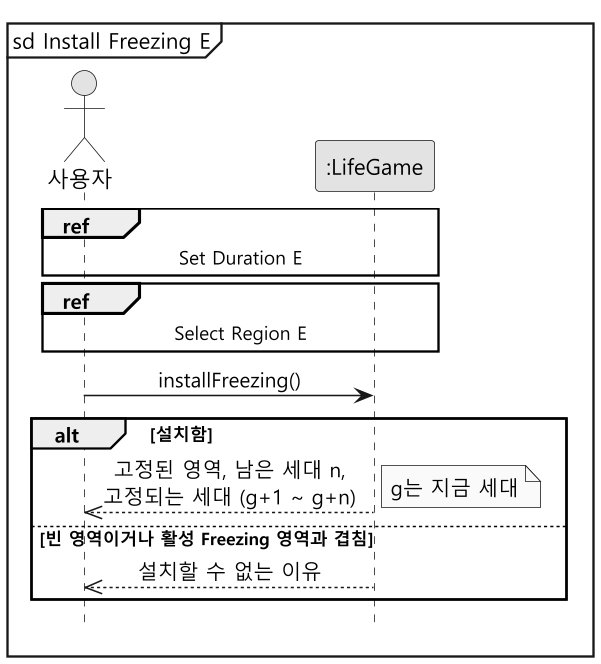 sd Install Freezing E
사용자
:LifeGame
ref
Set Duration E
ref
Select Region E
installFreezing()
alt
[설치함]
고정된 영역, 남은 세대 n,
고정되는 세대 (g+1 ~ g+n)
g는 지금 세대
[빈 영역이거나 활성 Freezing 영역과 겹침]
설치할 수 없는 이유